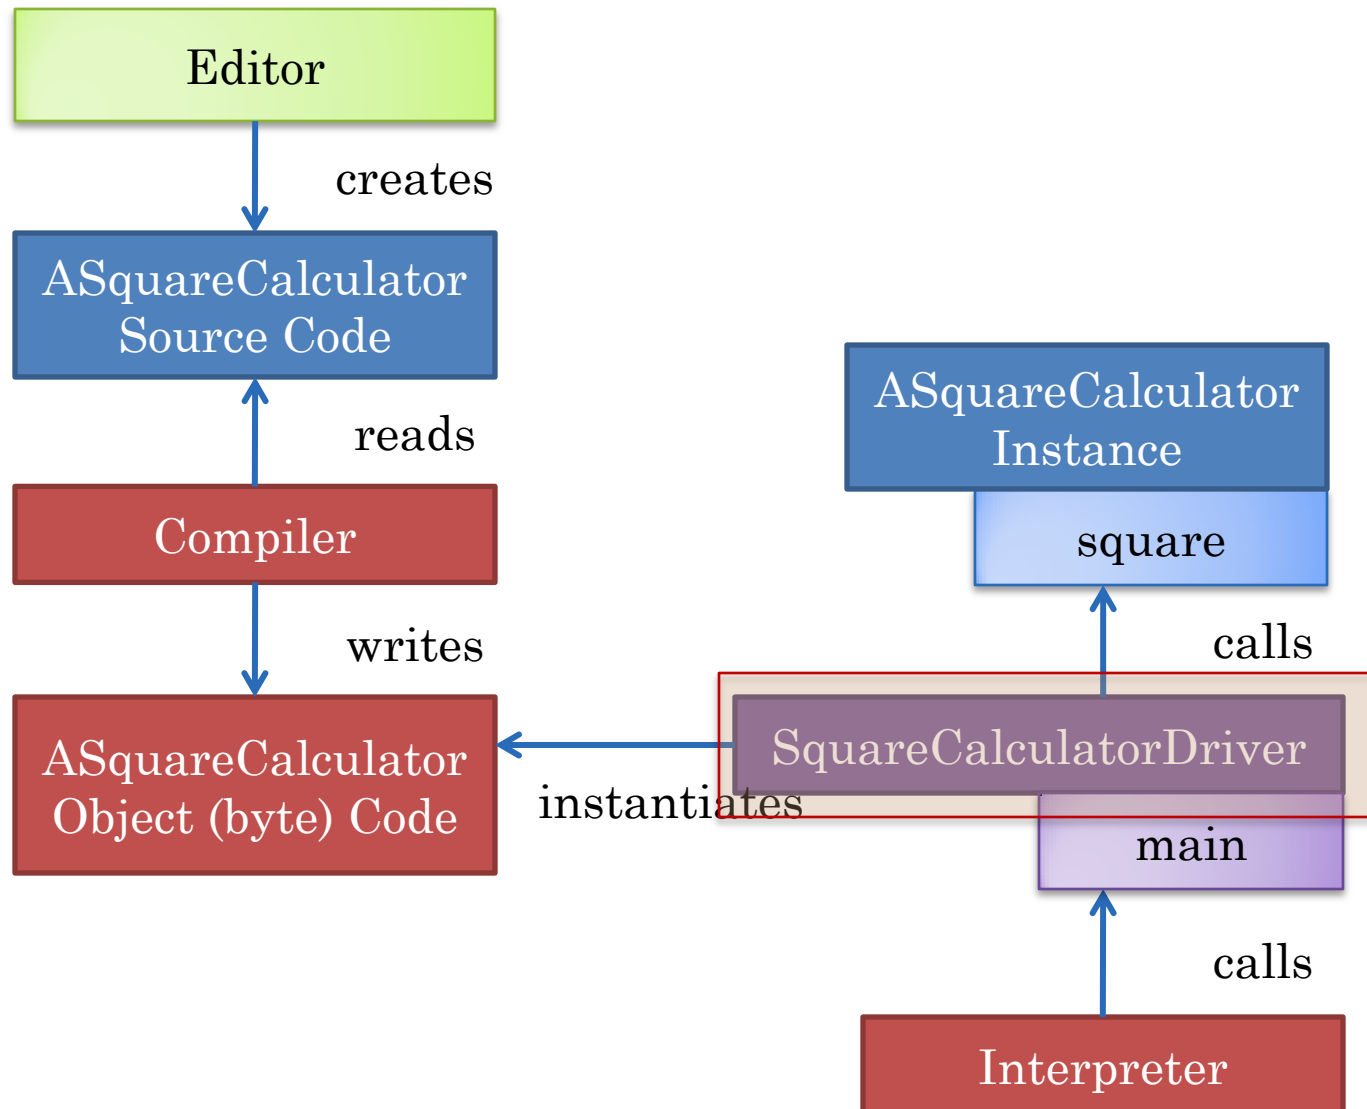 Editor
creates
ASquareCalculator
Source Code
reads
Compiler
writes
ASquareCalculator
Object (byte) Code
instantiates
ASquareCalculator
Instance
square
calls
SquareCalculatorDriver
main
calls
Interpreter